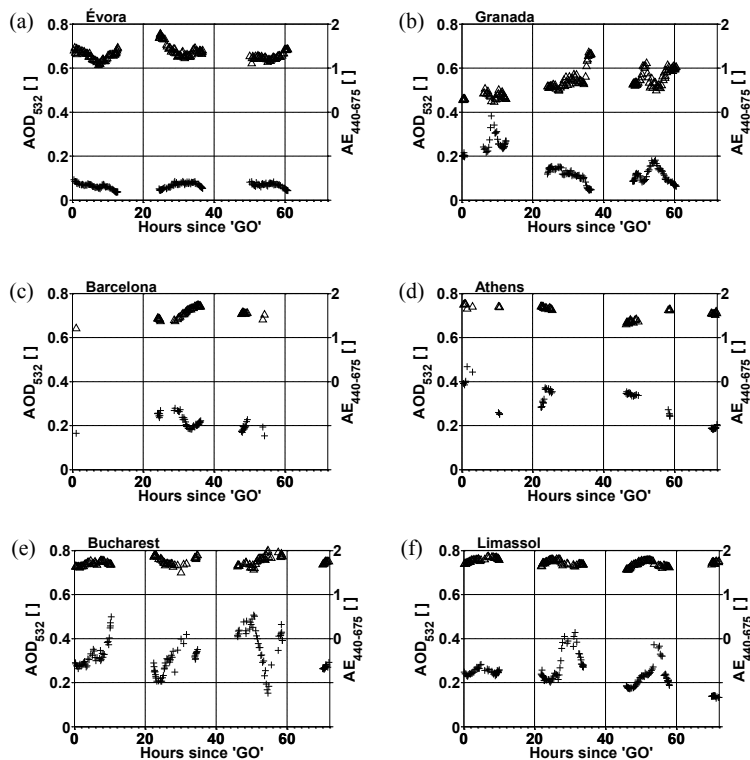 (a) Évora
0.8 0.6 0.4 0.2 0
AOD532 [ ]
2 1 0
AE440-675 [ ]
0 20 40 60
Hours since 'GO'
(b) Granada
0.8 0.6 0.4 0.2 0
AOD532 [ ]
2 1 0
AE440-675 [ ]
0 20 40 60
Hours since 'GO'
(c) Barcelona
0.8 0.6 0.4 0.2 0
AOD532 [ ]
2 1 0
AE440-675 [ ]
0 20 40 60
Hours since 'GO'
(d) Athens
0.8 0.6 0.4 0.2 0
AOD532 [ ]
2 1 0
AE440-675 [ ]
0 20 40 60
Hours since 'GO'
(e) Bucharest
0.8 0.6 0.4 0.2 0
AOD532 [ ]
2 1 0
AE440-675 [ ]
0 20 40 60
Hours since 'GO'
(f) Limassol
0.8 0.6 0.4 0.2 0
AOD532 [ ]
2 1 0
AE440-675 [ ]
0 20 40 60
Hours since 'GO'